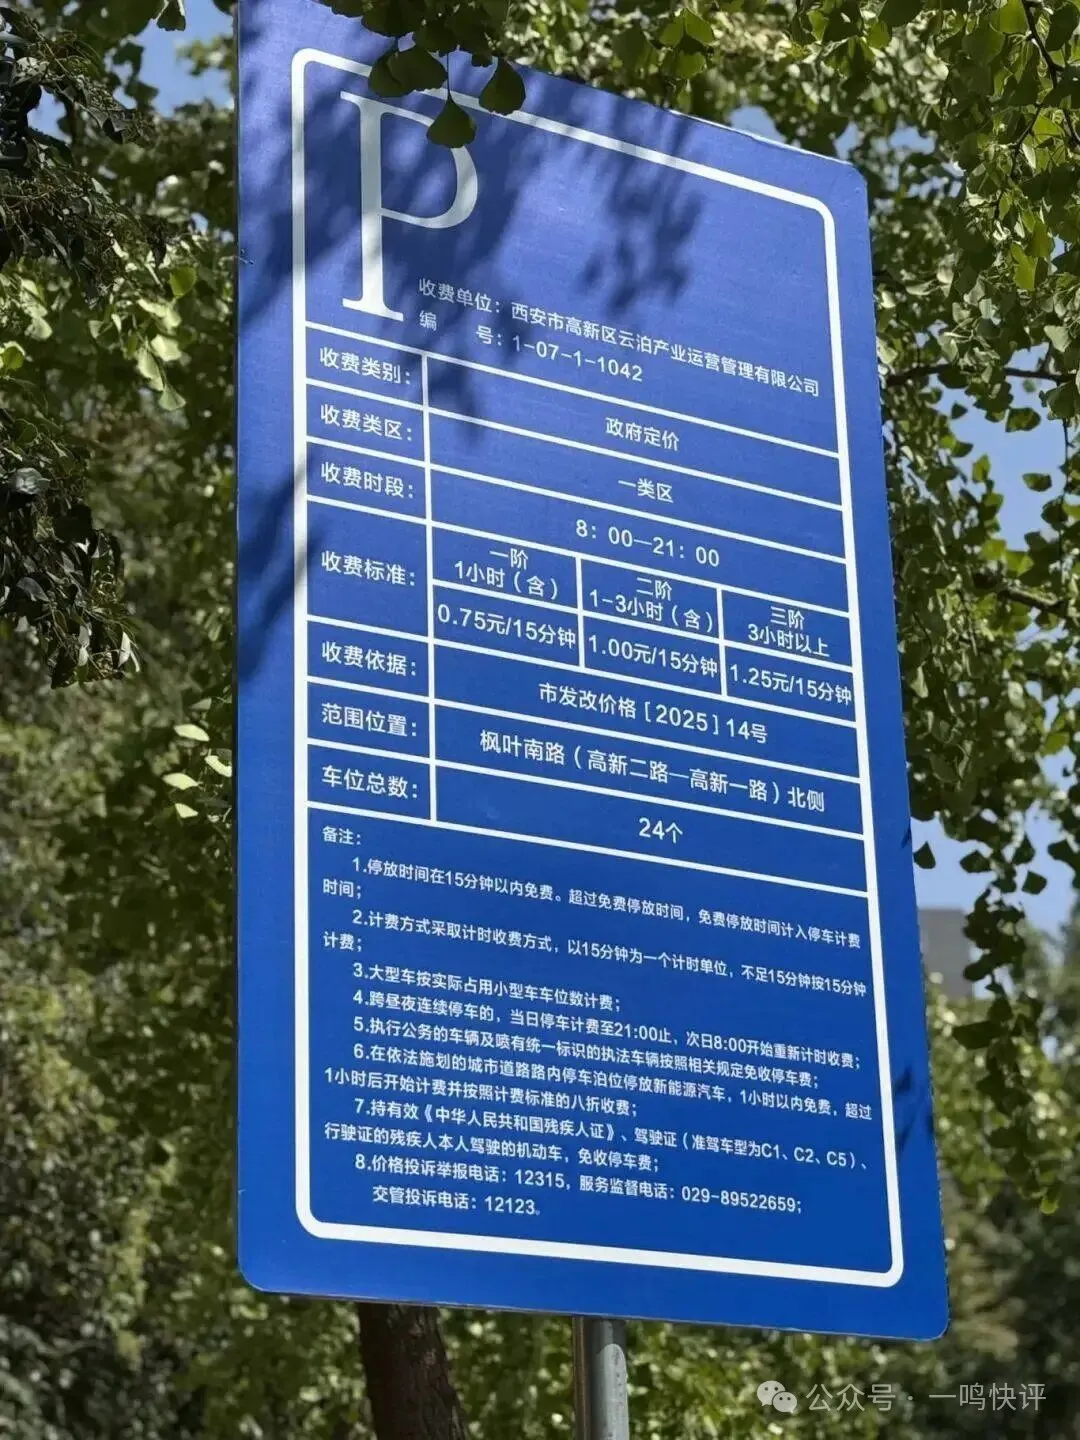 P
收费单位：西安市高新区云泊产业运营管理有限公司
编 号：1-07-1-1042
收费类别： 政府定价
收费类区： 一类区
收费时段： 8：00—21：00
收费标准： 一阶 二阶 三阶
1小时（含） 1-3小时（含） 3小时以上
0.75元/15分钟 1.00元/15分钟 1.25元/15分钟
收费依据： 市发改价格［2025］14号
范围位置： 枫叶南路（高新二路—高新一路）北侧
车位总数： 24个
备注：
1.停放时间在15分钟以内免费。超过免费停放时间，免费停放时间计入停车计费
时间；
2.计费方式采取计时收费方式，以15分钟为一个计时单位，不足15分钟按15分钟
计费；
3.大型车按实际占用小型车车位数计费；
4.跨昼夜连续停车的，当日停车计费至21:00止，次日8:00开始重新计时收费；
5.执行公务的车辆及喷有统一标识的执法车辆按照相关规定免收停车费；
6.在依法施划的城市道路路内停车泊位停放新能源汽车，1小时以内免费，超过
1小时后开始计费并按照计费标准的八折收费；
7.持有效《中华人民共和国残疾人证》、驾驶证（准驾车型为C1、C2、C5）、
行驶证的残疾人本人驾驶的机动车，免收停车费；
8.价格投诉举报电话：12315，服务监督电话：029-89522659；
交管投诉电话：12123。
公众号 · 一鸣快评